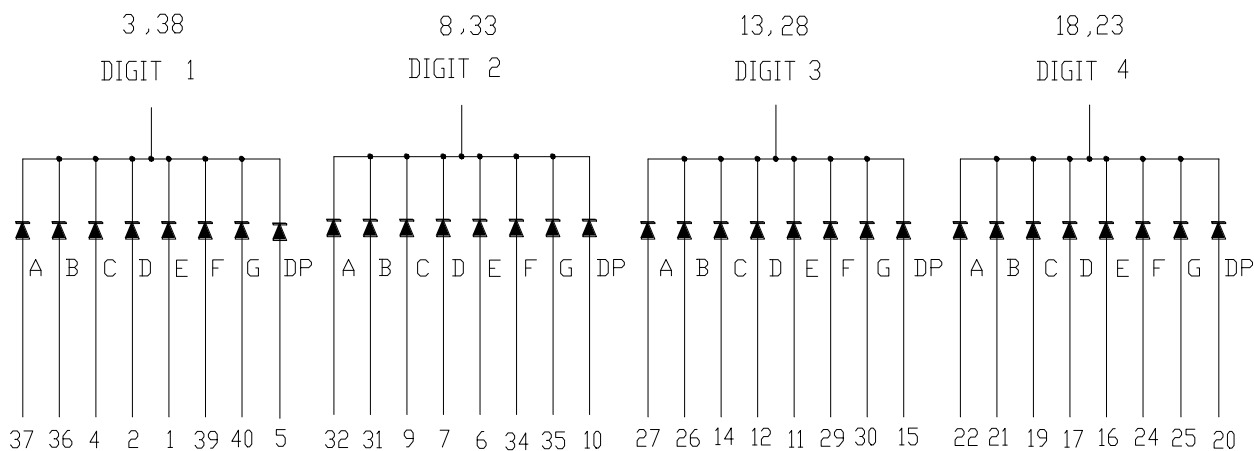 3,38 8,33 13,28 18,23
DIGIT 1 DIGIT 2 DIGIT 3 DIGIT 4
A B C D E F G DP A B C D E F G DP A B C D E F G DP A B C D E F G DP
37 36 4 2 1 39 40 5 32 31 9 7 6 34 35 10 27 26 14 12 11 29 30 15 22 21 19 17 16 24 25 20